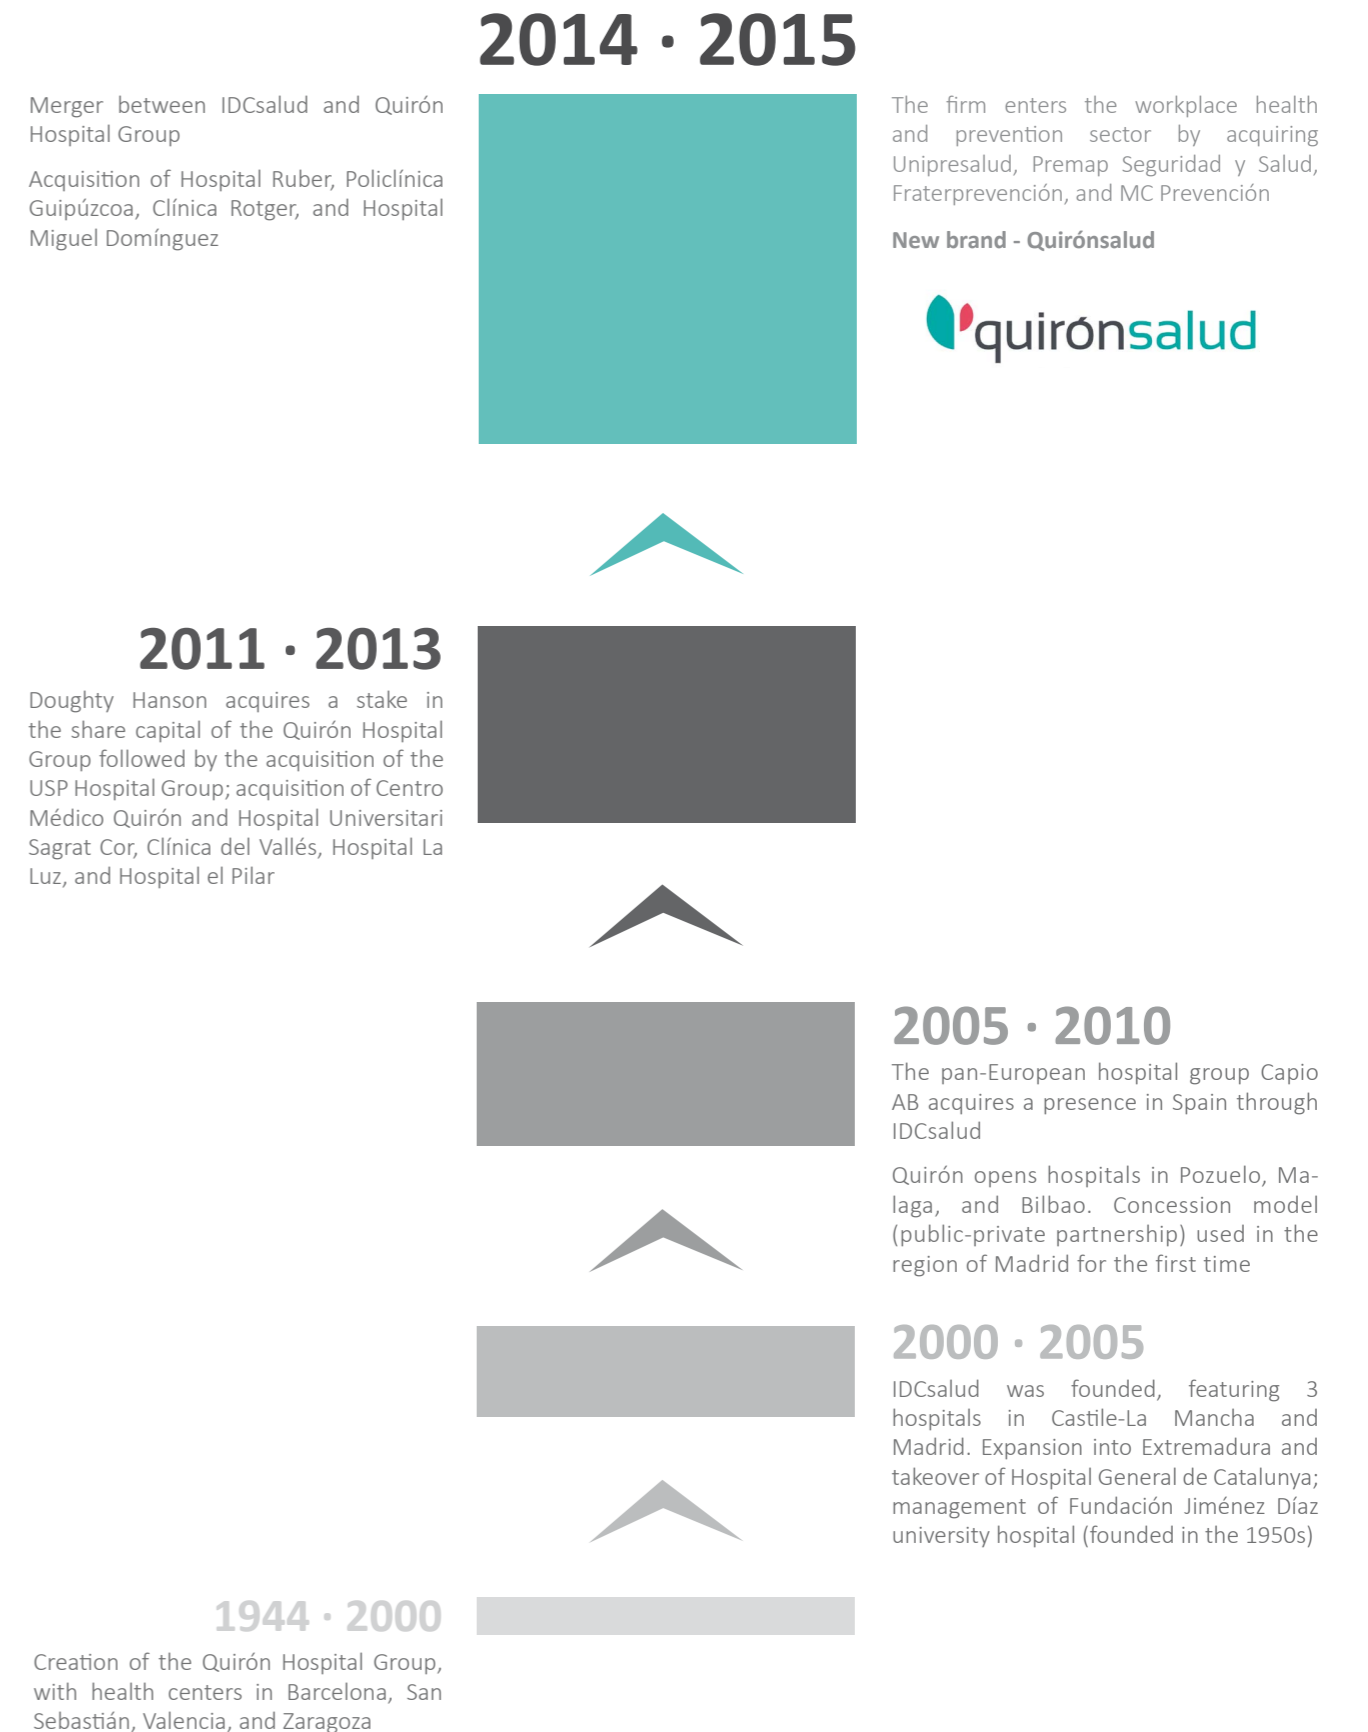 2014 · 2015
Merger between IDCsalud and Quirón
Hospital Group
Acquisition of Hospital Ruber, Policlínica
Guipúzcoa, Clínica Rotger, and Hospital
Miguel Domínguez
The firm enters the workplace health
and prevention sector by acquiring
Unipresalud, Premap Seguridad y Salud,
Fraterprevención, and MC Prevención
New brand - Quirónsalud
quirónsalud
2011 · 2013
Doughty Hanson acquires a stake in
the share capital of the Quirón Hospital
Group followed by the acquisition of the
USP Hospital Group; acquisition of Centro
Médico Quirón and Hospital Universitari
Sagrat Cor, Clínica del Vallés, Hospital La
Luz, and Hospital el Pilar
2005 · 2010
The pan-European hospital group Capio
AB acquires a presence in Spain through
IDCsalud
Quirón opens hospitals in Pozuelo, Ma-
laga, and Bilbao. Concession model
(public-private partnership) used in the
region of Madrid for the first time
2000 · 2005
IDCsalud was founded, featuring 3
hospitals in Castile-La Mancha and
Madrid. Expansion into Extremadura and
takeover of Hospital General de Catalunya;
management of Fundación Jiménez Díaz
university hospital (founded in the 1950s)
1944 · 2000
Creation of the Quirón Hospital Group,
with health centers in Barcelona, San
Sebastián, Valencia, and Zaragoza